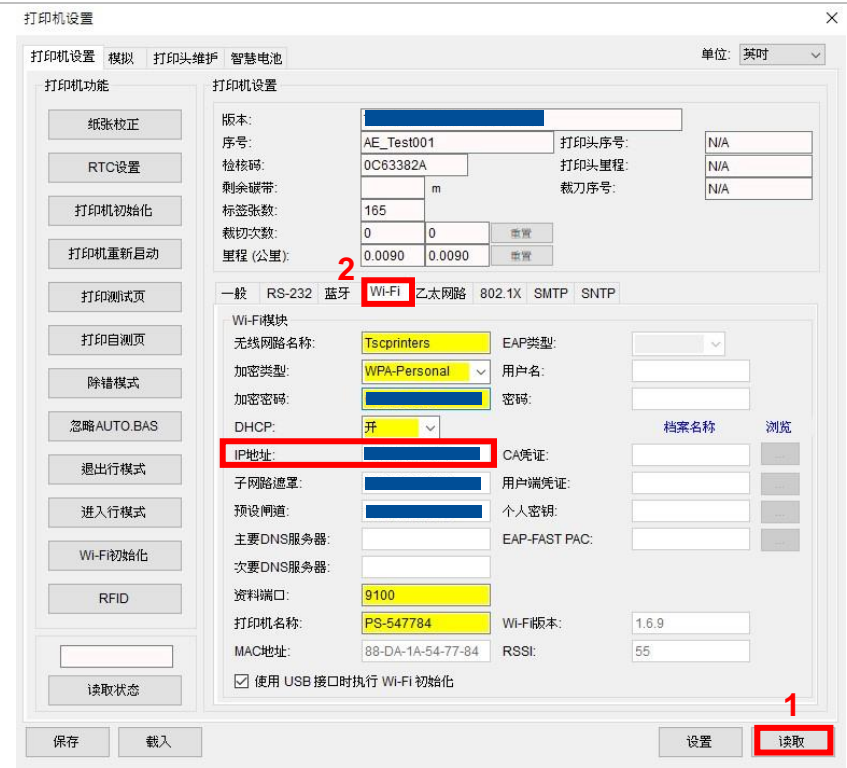 打印机设置
打印机设置 模拟 打印头维护 智慧电池 单位: 英吋
打印机功能
纸张校正
RTC设置
打印机初始化
打印机重新启动
打印测试页
打印自测页
除错模式
忽略AUTO.BAS
退出行模式
进入行模式
Wi-Fi初始化
RFID
读取状态
打印机设置
版本:
序号: AE_Test001 打印头序号: N/A
检核码: 0C63382A 打印头里程: N/A
剩余碳带: m 裁刀序号: N/A
标签张数: 165
裁切次数: 0 0 重置
里程 (公里): 0.0090 0.0090 重置
2
一般 RS-232 蓝牙 Wi-Fi 乙太网路 802.1X SMTP SNTP
Wi-Fi模块
无线网路名称: Tscprinters EAP类型:
加密类型: WPA-Personal 用户名:
加密密码: 密码:
DHCP: 开 档案名称 浏览
IP地址: CA凭证: ...
子网路遮罩: 用户端凭证: ...
预设闸道: 个人密钥: ...
主要DNS服务器: EAP-FAST PAC: ...
次要DNS服务器:
资料端口: 9100
打印机名称: PS-547784 Wi-Fi版本: 1.6.9
MAC地址: 88-DA-1A-54-77-84 RSSI: 55
使用 USB 接口时执行 Wi-Fi 初始化
1
保存 载入 设置 读取